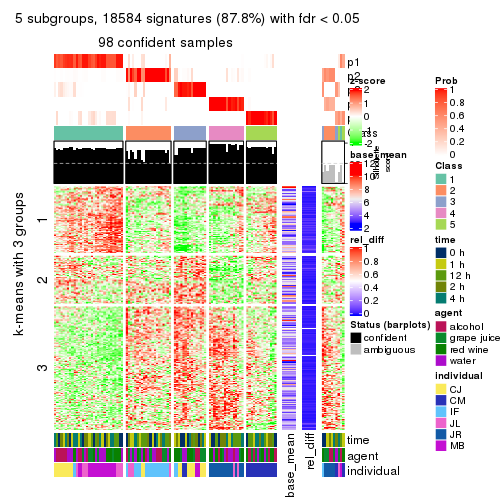 5 subgroups, 18584 signatures (87.8%) with fdr < 0.05
98 confident samples
p1
p2
z-score
2
1
-1
-2
Silhouette
score
base_mean
12
6
4
2
rel_diff
1
0.8
0.6
0.4
0.2
0
Status (barplots)
confident
ambiguous
Prob
1
0.8
0.6
0.4
0.2
0
Class
1
2
3
4
5
time
0 h
1 h
12 h
2 h
4 h
agent
alcohol
grape juice
red wine
water
individual
CJ
CM
IF
JL
JR
MB
k-means with 3 groups
1
2
3
time
agent
individual
base_mean
rel_diff